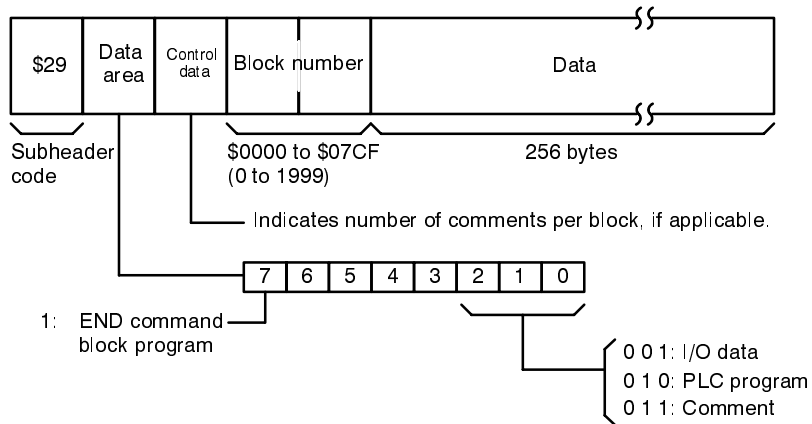 $29
Data area
Control data
Block number
Data
Subheader code
$0000 to $07CF
(0 to 1999)
256 bytes
Indicates number of comments per block, if applicable.
7 6 5 4 3 2 1 0
1: END command
block program
0 0 1: I/O data
0 1 0: PLC program
0 1 1: Comment